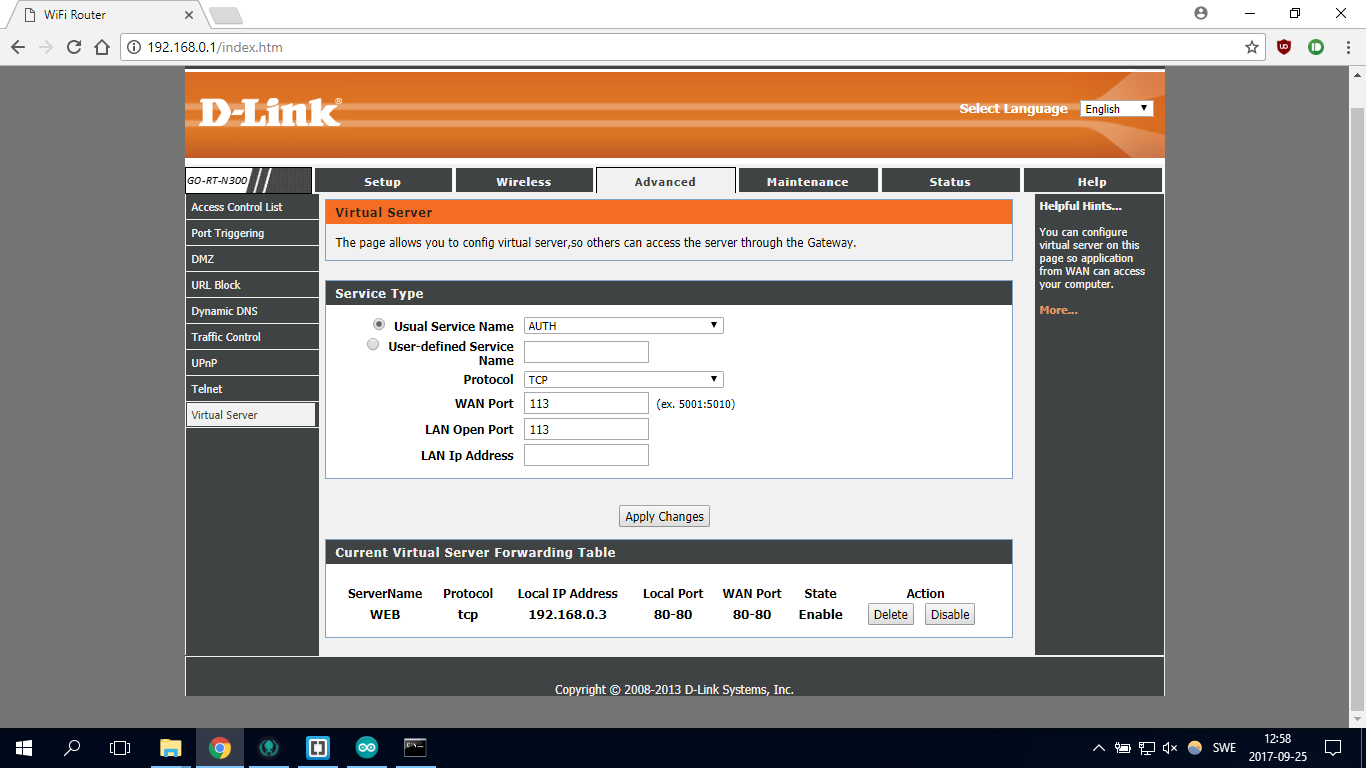 WiFi Router
192.168.0.1/index.htm
D-Link®
Select Language English
GO-RT-N300
Setup Wireless Advanced Maintenance Status Help
Access Control List
Port Triggering
DMZ
URL Block
Dynamic DNS
Traffic Control
UPnP
Telnet
Virtual Server
Virtual Server
The page allows you to config virtual server,so others can access the server through the Gateway.
Service Type
Usual Service Name AUTH
User-defined Service
Name
Protocol TCP
WAN Port 113 (ex. 5001:5010)
LAN Open Port 113
LAN Ip Address
Apply Changes
Current Virtual Server Forwarding Table
ServerName Protocol Local IP Address Local Port WAN Port State Action
WEB tcp 192.168.0.3 80-80 80-80 Enable Delete Disable
Helpful Hints...
You can configure
virtual server on this
page so application
from WAN can access
your computer.
More...
Copyright © 2008-2013 D-Link Systems, Inc.
SWE
12:58
2017-09-25